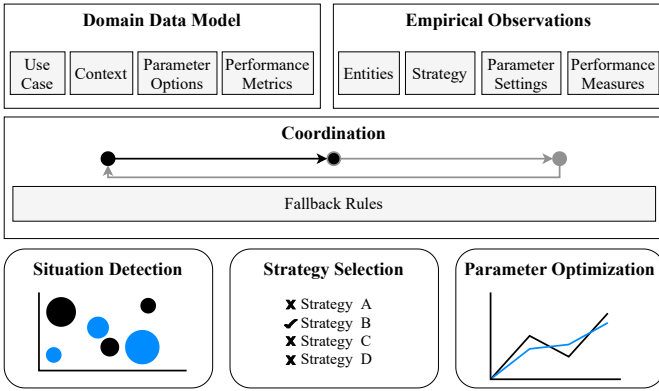 Domain Data Model
Use
Case
Context
Parameter
Options
Performance
Metrics
Empirical Observations
Entities
Strategy
Parameter
Settings
Performance
Measures
Coordination
Fallback Rules
Situation Detection
Strategy Selection
Strategy A
Strategy B
Strategy C
Strategy D
Parameter Optimization